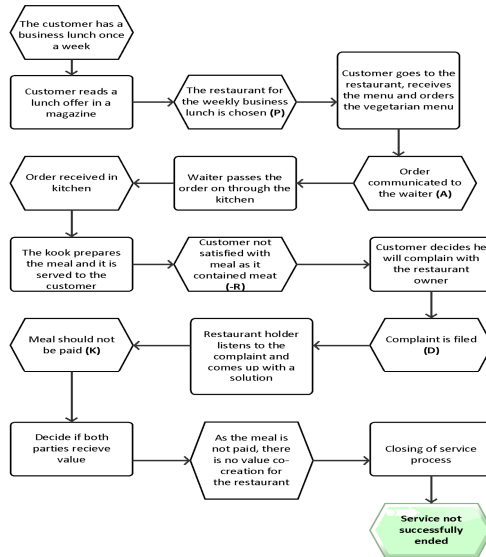 The customer has a
business lunch once
a week
Customer reads a
lunch offer in a
magazine
The restaurant for
the weekly business
lunch is chosen (P)
Customer goes to the
restaurant, receives
the menu and orders
the vegetarian menu
Order received in
kitchen
Waiter passes the
order on through the
kitchen
Order
communicated to
the waiter (A)
The kook prepares
the meal and it is
served to the
customer
Customer not
satisfied with
meal as it
contained meat
(-R)
Customer decides he
will complain with
the restaurant
owner
Meal should not
be paid (K)
Restaurant holder
listens to the
complaint and
comes up with a
solution
Complaint is filed
(D)
Decide if both
parties recieve
value
As the meal is
not paid, there
is no value co-
creation for
the restaurant
Closing of service
process
Service not
successfully
ended